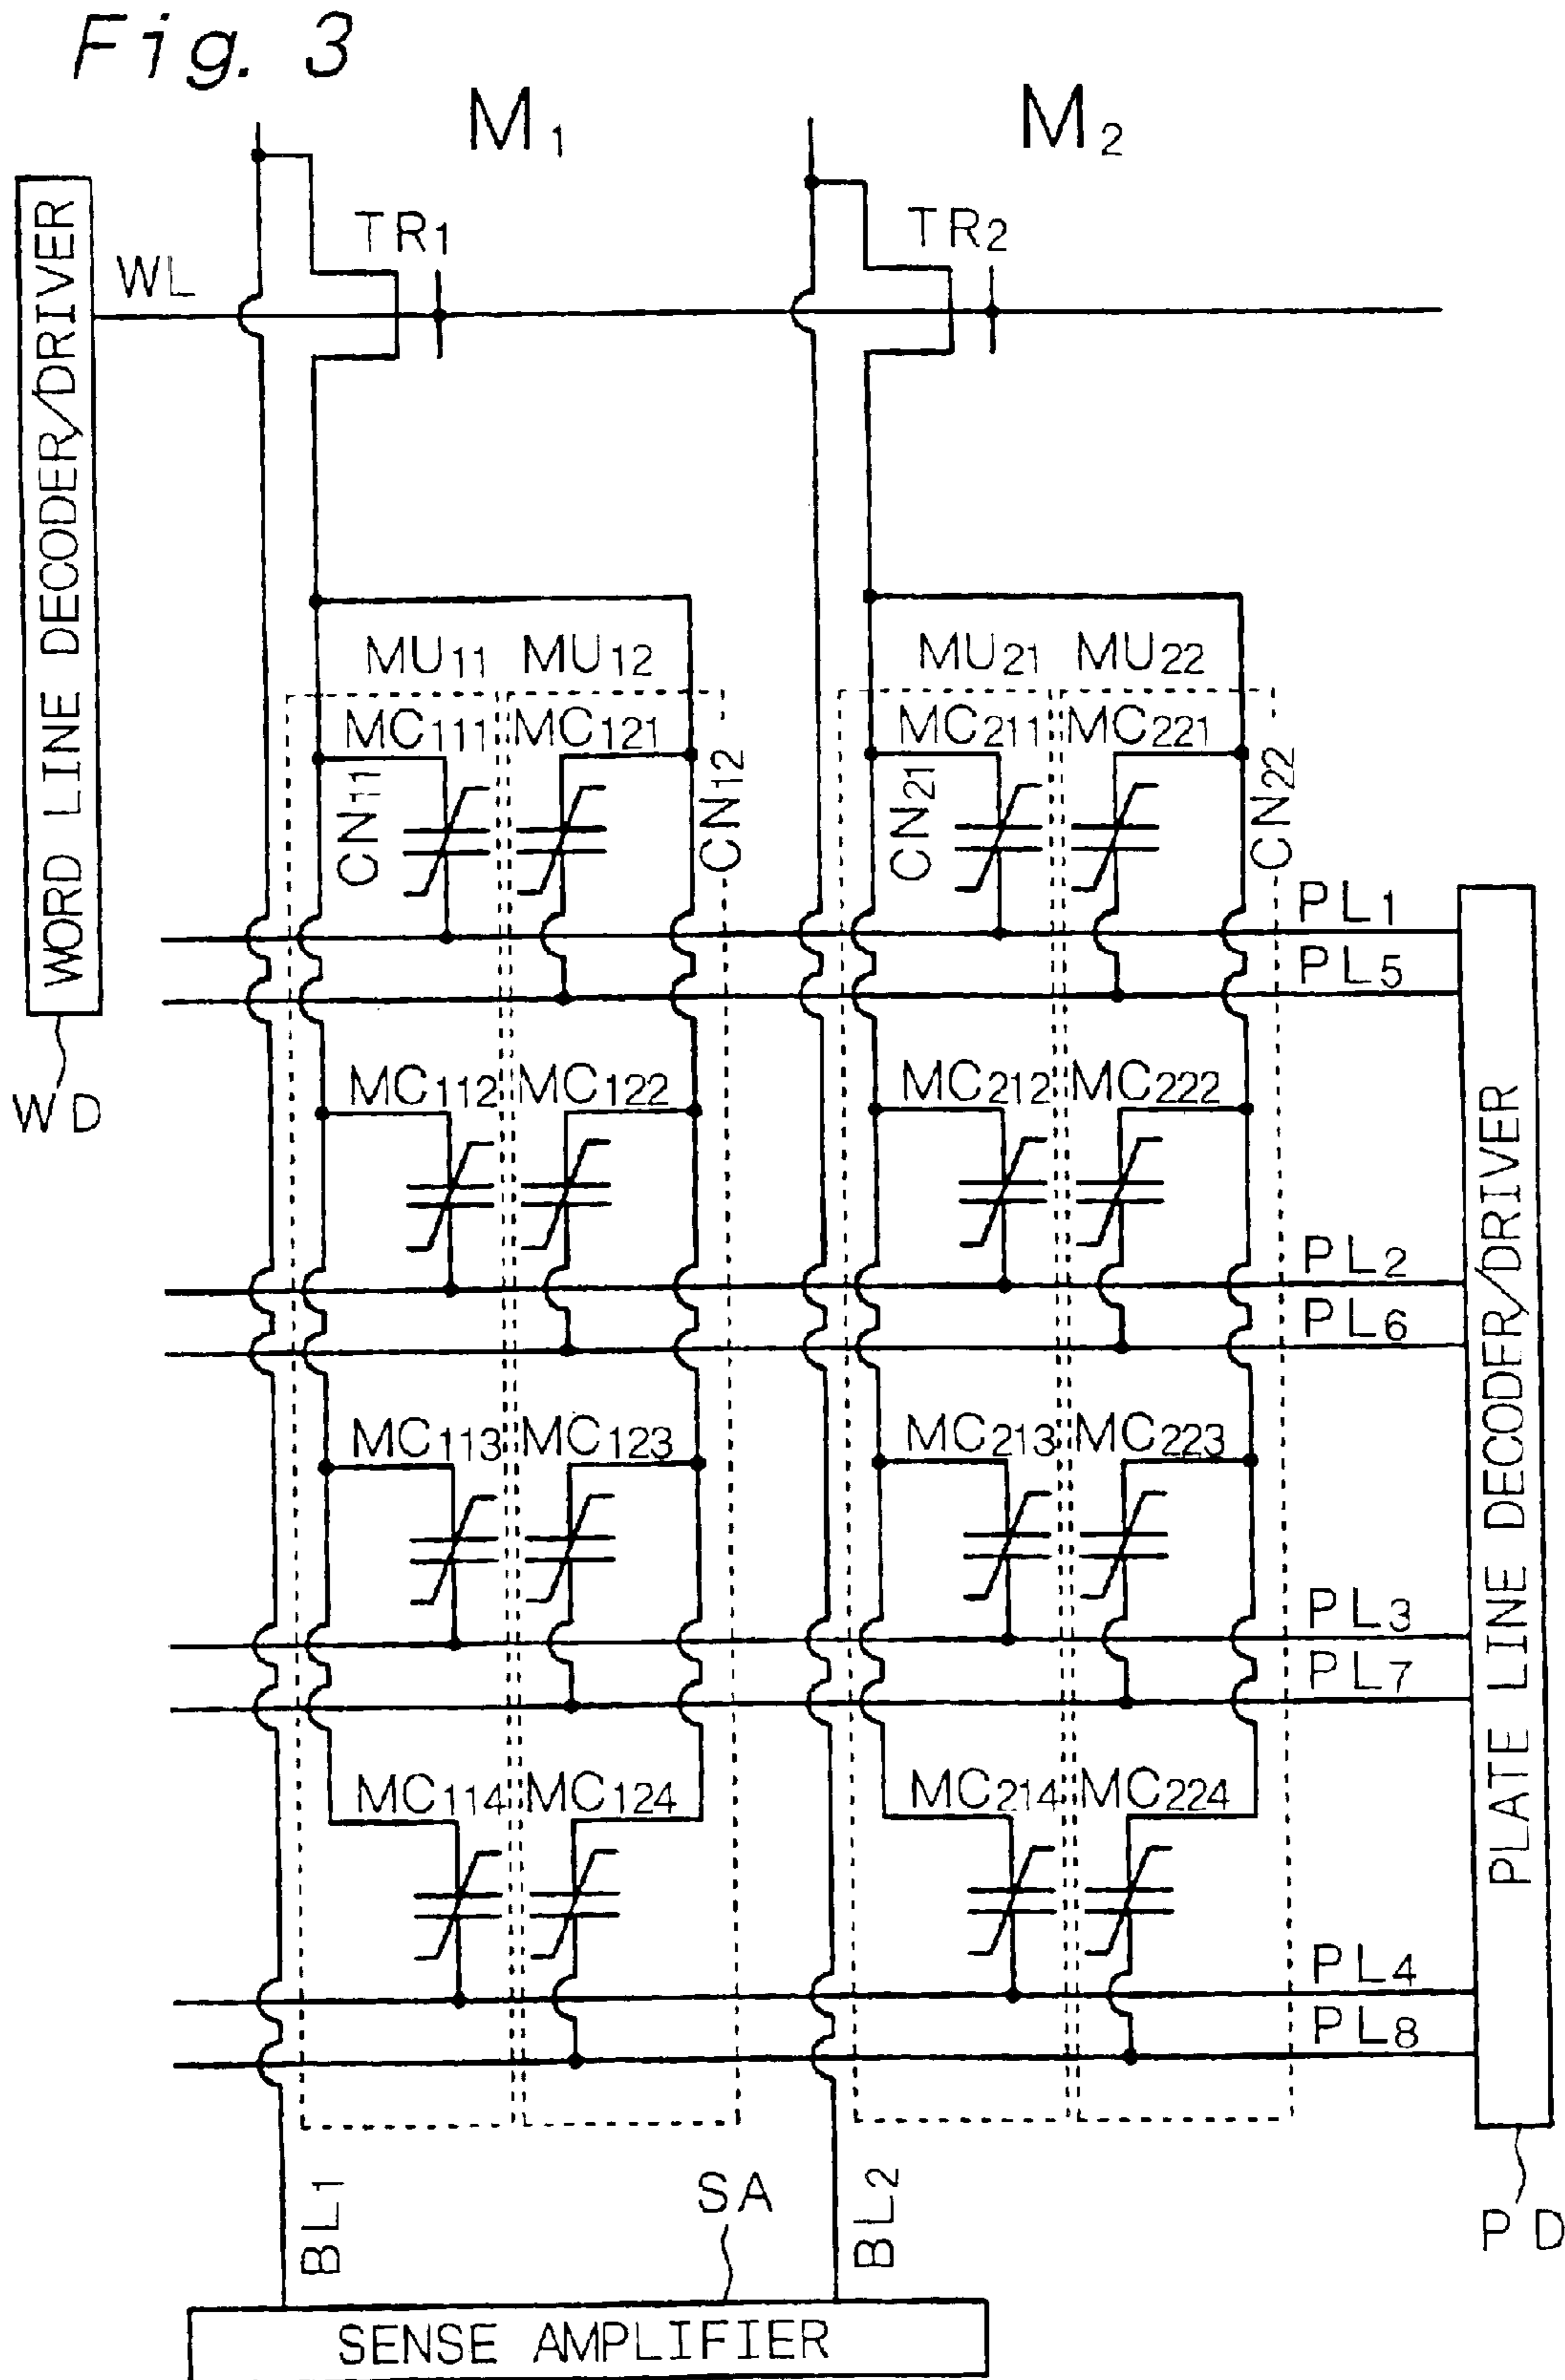 Fig. 3
M1 M2
TR1 TR2
WL
WORD LINE DECODER/DRIVER
WD
MU11 MU12 MU21 MU22
MC111 MC121 MC211 MC221
CN11 CN12 CN21 CN22
PL1
PL5
MC112 MC122 MC212 MC222
PL2
PL6
MC113 MC123 MC213 MC223
PL3
PL7
MC114 MC124 MC214 MC224
PL4
PL8
PLATE LINE DECODER/DRIVER
PD
BL1 SA BL2
SENSE AMPLIFIER